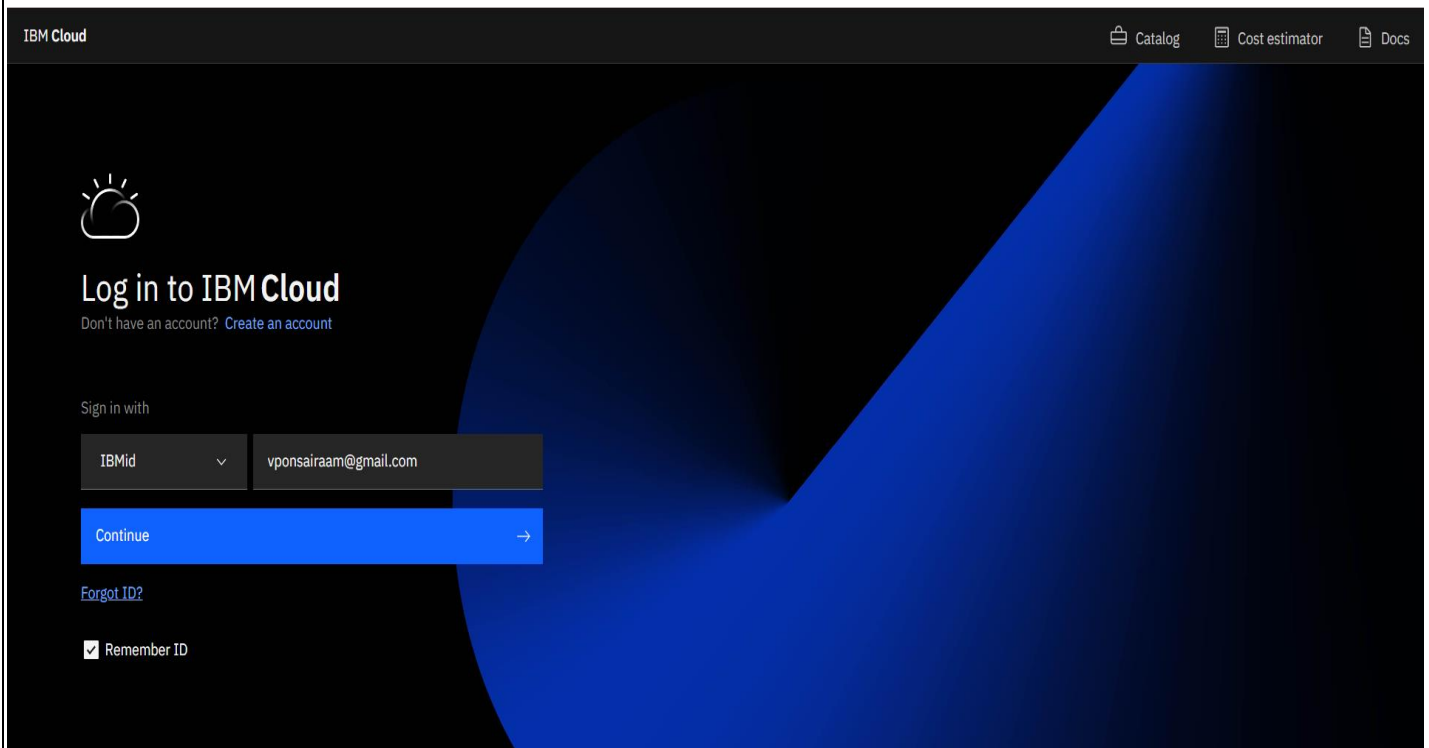 IBM Cloud
Catalog
Cost estimator
Docs
Log in to IBM Cloud
Don't have an account? Create an account
Sign in with
IBMid
vponsairaam@gmail.com
Continue
Forgot ID?
Remember ID